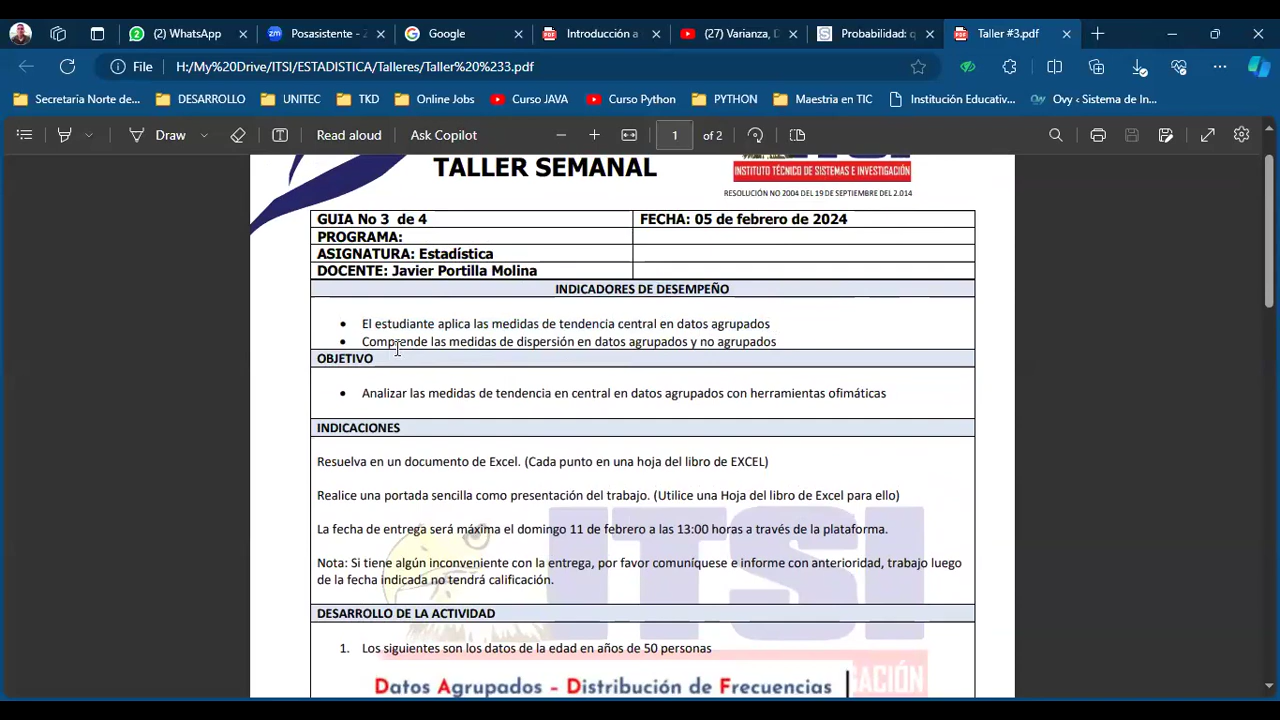 (2) WhatsApp
Posasistente - 2
Google
Introducción a
(27) Varianza, D
Probabilidad: q
Taller #3.pdf
File
H:/My%20Drive/ITSI/ESTADISTICA/Talleres/Taller%20%233.pdf
Secretaria Norte de...
DESARROLLO
UNITEC
TKD
Online Jobs
Curso JAVA
Curso Python
PYTHON
Maestria en TIC
Institución Educativ...
Ovy ‹ Sistema de In...
Draw
Read aloud
Ask Copilot
1 of 2
TALLER SEMANAL
INSTITUTO TÉCNICO DE SISTEMAS E INVESTIGACIÓN
RESOLUCIÓN NO 2004 DEL 19 DE SEPTIEMBRE DEL 2.014
GUIA No 3 de 4
FECHA: 05 de febrero de 2024
PROGRAMA:
ASIGNATURA: Estadística
DOCENTE: Javier Portilla Molina
INDICADORES DE DESEMPEÑO
• El estudiante aplica las medidas de tendencia central en datos agrupados
• Comprende las medidas de dispersión en datos agrupados y no agrupados
OBJETIVO
• Analizar las medidas de tendencia en central en datos agrupados con herramientas ofimáticas
INDICACIONES
Resuelva en un documento de Excel. (Cada punto en una hoja del libro de EXCEL)
Realice una portada sencilla como presentación del trabajo. (Utilice una Hoja del libro de Excel para ello)
La fecha de entrega será máxima el domingo 11 de febrero a las 13:00 horas a través de la plataforma.
Nota: Si tiene algún inconveniente con la entrega, por favor comuníquese e informe con anterioridad, trabajo luego
de la fecha indicada no tendrá calificación.
ITSI
DESARROLLO DE LA ACTIVIDAD
1. Los siguientes son los datos de la edad en años de 50 personas
Datos Agrupados – Distribución de Frecuencias